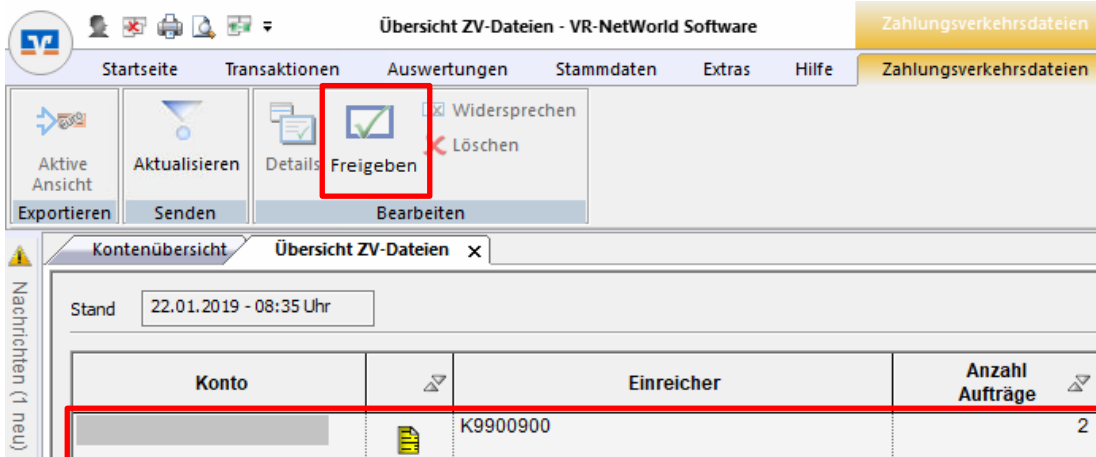 Übersicht ZV-Dateien - VR-NetWorld Software
Zahlungsverkehrsdateien
Startseite Transaktionen Auswertungen Stammdaten Extras Hilfe Zahlungsverkehrsdateien
Aktive
Ansicht
Aktualisieren
Details
Freigeben
Widersprechen
Löschen
Exportieren Senden Bearbeiten
Kontenübersicht Übersicht ZV-Dateien x
Nachrichten (1 neu)
Stand 22.01.2019 - 08:35 Uhr
Konto Einreicher Anzahl
Aufträge
K9900900 2